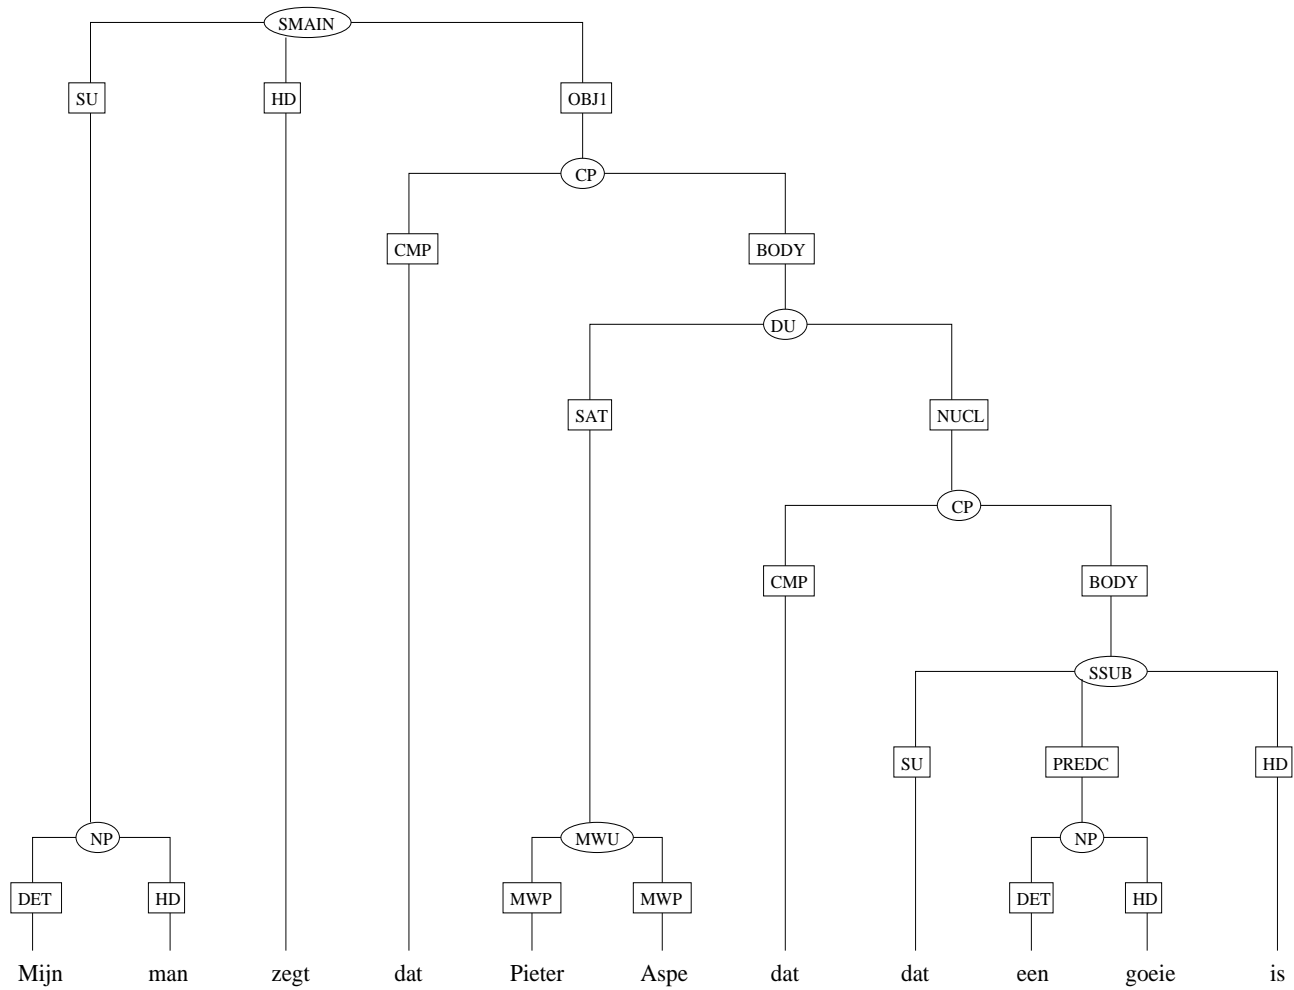 SMAIN
SU HD OBJ1
CP
CMP BODY
DU
SAT NUCL
CP
CMP BODY
SSUB
SU PREDC HD
NP MWU NP
DET HD MWP MWP DET HD
Mijn man zegt dat Pieter Aspe dat dat een goeie is